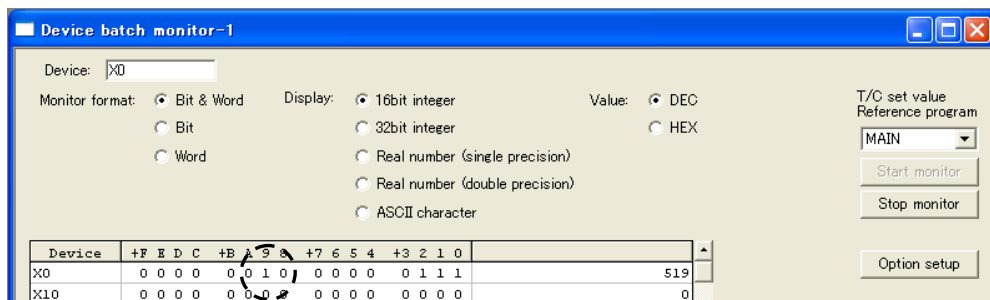 Device batch monitor-1
Device: X0
Monitor format: Bit & Word Display: 16bit integer Value: DEC T/C set value
Bit 32bit integer HEX Reference program
Word Real number (single precision) MAIN
Real number (double precision) Start monitor
ASCII character Stop monitor
Device +F E D C +B A 9 8 +7 6 5 4 +3 2 1 0
X0 0 0 0 0 0 0 1 0 0 0 0 0 0 1 1 1 519 Option setup
X10 0 0 0 0 0 0 0 0 0 0 0 0 0 0 0 0 0